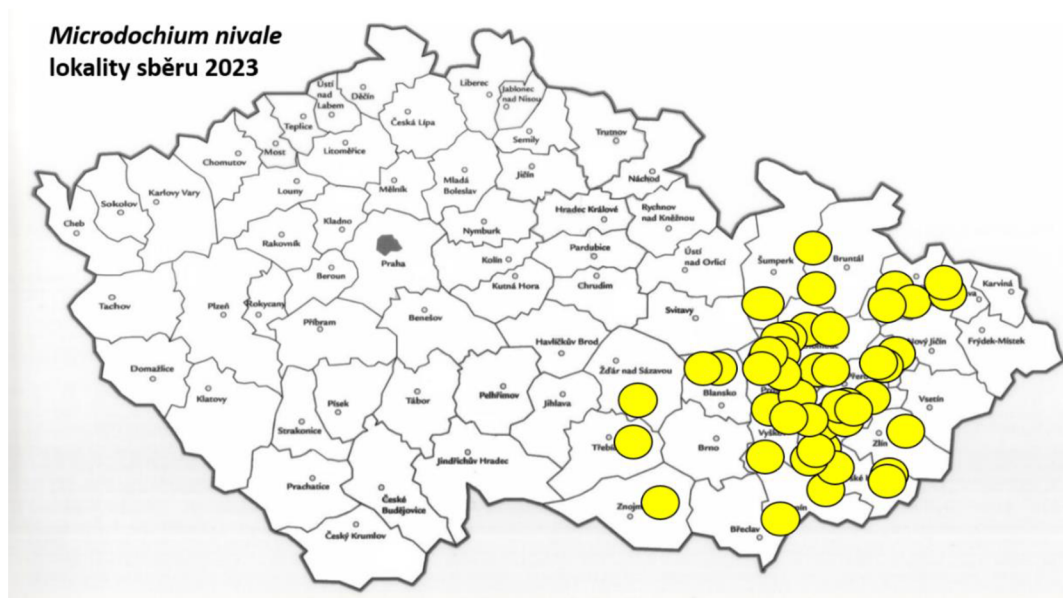 Microdochium nivale
lokality sběru 2023
Liberec
Jablonec
nad Nisou
Ústí
nad
Labem
Děčín
Teplice
Česká Lípa
Most
Litoměřice
Semily
Trutnov
Chomutov
Jičín
Mělník
Mladá
Boleslav
Náchod
Karlovy Vary
Louny
Sokolov
Cheb
Kladno
Rakovník
Nymburk
Hradec Králové
Rychnov
nad Kněžnou
Praha
Kolín
Pardubice
Ústí
nad Orlicí
Šumperk
Bruntál
Beroun
Kutná Hora
Chrudim
Tachov
Plzeň
Rokycany
Karviná
Příbram
Benešov
Svitavy
Havlíčkův Brod
Frýdek-Místek
Nový Jičín
Domažlice
Klatovy
Žďár nad Sázavou
Blansko
Písek
Tábor
Pelhřimov
Jihlava
Vsetín
Strakonice
Zlín
Brno
Jindřichův Hradec
Prachatice
České
Budějovice
Český Krumlov
Břeclav